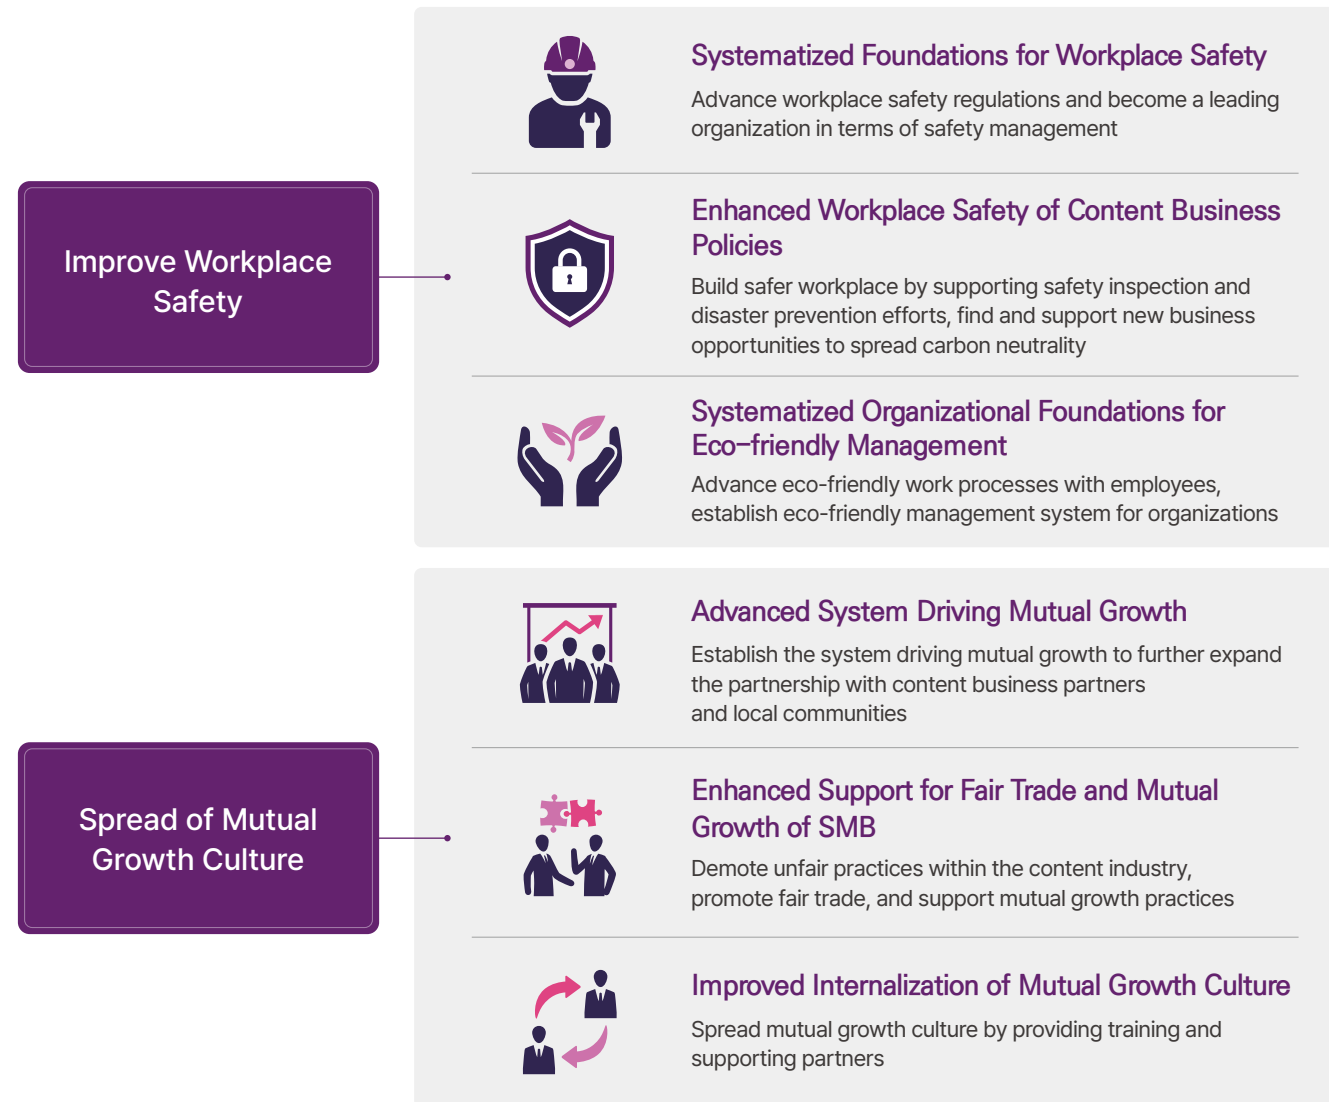 Improve Workplace
Safety
Systematized Foundations for Workplace Safety
Advance workplace safety regulations and become a leading
organization in terms of safety management
Enhanced Workplace Safety of Content Business
Policies
Build safer workplace by supporting safety inspection and
disaster prevention efforts, find and support new business
opportunities to spread carbon neutrality
Systematized Organizational Foundations for
Eco-friendly Management
Advance eco-friendly work processes with employees,
establish eco-friendly management system for organizations
Spread of Mutual
Growth Culture
Advanced System Driving Mutual Growth
Establish the system driving mutual growth to further expand
the partnership with content business partners
and local communities
Enhanced Support for Fair Trade and Mutual
Growth of SMB
Demote unfair practices within the content industry,
promote fair trade, and support mutual growth practices
Improved Internalization of Mutual Growth Culture
Spread mutual growth culture by providing training and
supporting partners